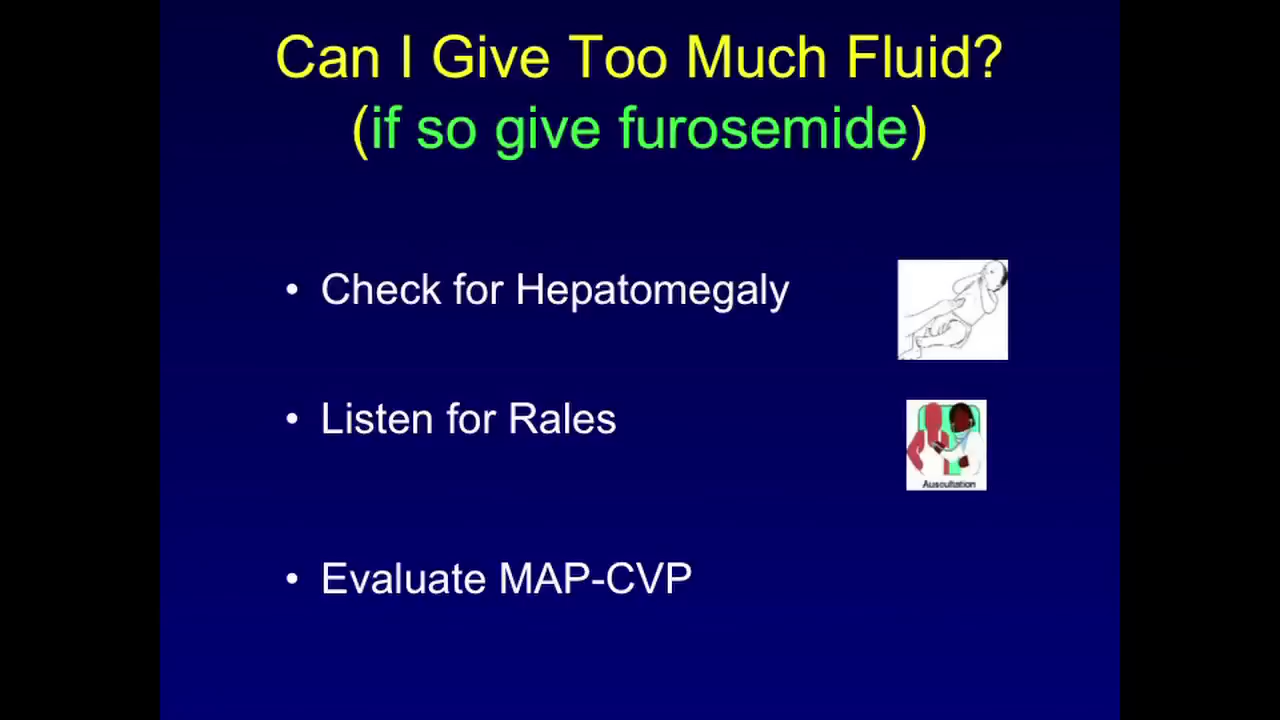 Can I Give Too Much Fluid?
(if so give furosemide)
• Check for Hepatomegaly
• Listen for Rales
Auscultation
• Evaluate MAP-CVP